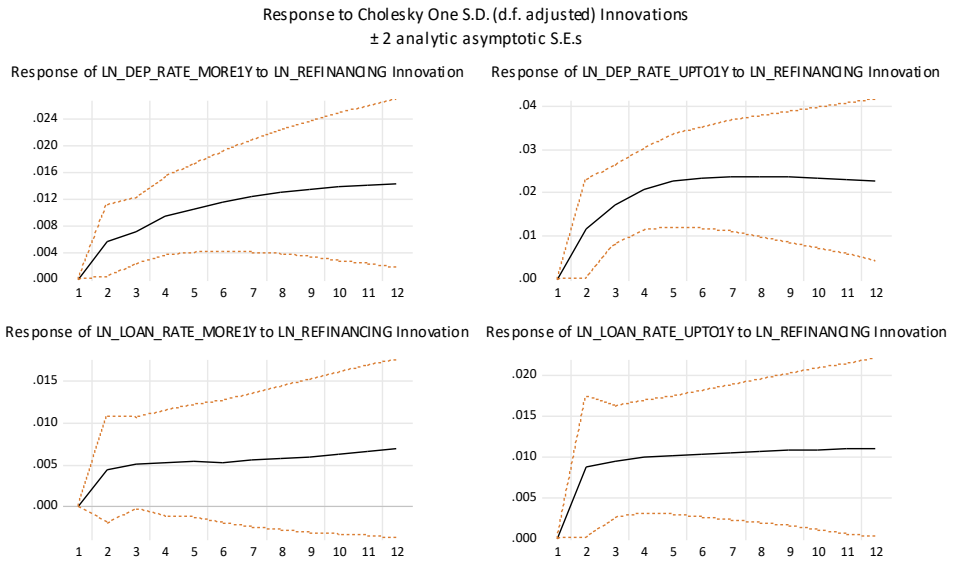 Response to Cholesky One S.D. (d.f. adjusted) Innovations
± 2 analytic asymptotic S.E.s
Response of LN_DEP_RATE_MORE1Y to LN_REFINANCING Innovation
.024
.020
.016
.012
.008
.004
.000
1 2 3 4 5 6 7 8 9 10 11 12
Response of LN_DEP_RATE_UPTO1Y to LN_REFINANCING Innovation
.04
.03
.02
.01
.00
1 2 3 4 5 6 7 8 9 10 11 12
Response of LN_LOAN_RATE_MORE1Y to LN_REFINANCING Innovation
.015
.010
.005
.000
1 2 3 4 5 6 7 8 9 10 11 12
Response of LN_LOAN_RATE_UPTO1Y to LN_REFINANCING Innovation
.020
.015
.010
.005
.000
1 2 3 4 5 6 7 8 9 10 11 12